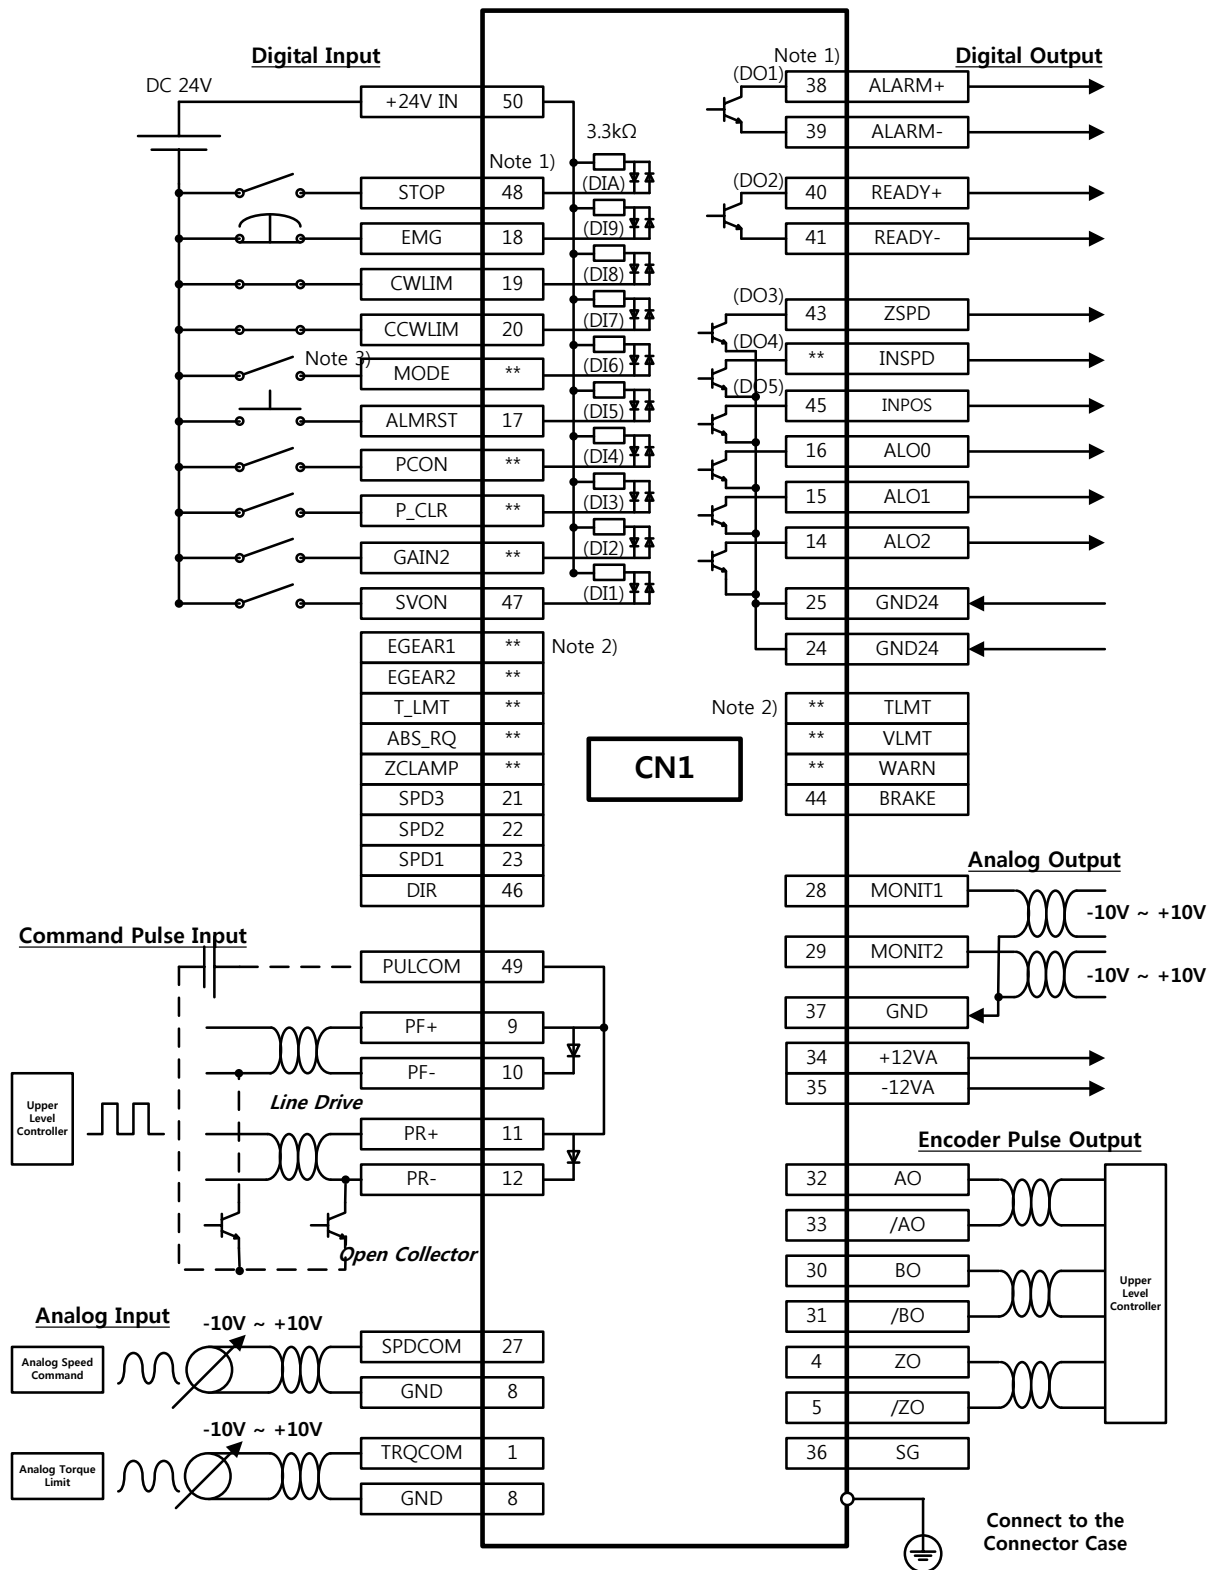 Digital Input
DC 24V
+24V IN 50
3.3kΩ
Note 1)
STOP 48 (DIA)
EMG 18 (DI9)
CWLIM 19 (DI8)
CCWLIM 20 (DI7)
Note 3)
MODE ** (DI6)
ALMRST 17 (DI5)
PCON ** (DI4)
P_CLR ** (DI3)
GAIN2 ** (DI2)
SVON 47 (DI1)
EGEAR1 ** Note 2)
EGEAR2 **
T_LMT **
ABS_RQ **
ZCLAMP **
SPD3 21
SPD2 22
SPD1 23
DIR 46
Command Pulse Input
PULCOM 49
PF+ 9
PF- 10
Line Drive
Upper
Level
Controller
PR+ 11
PR- 12
Open Collector
Analog Input
-10V ~ +10V
Analog Speed
Command
SPDCOM 27
GND 8
-10V ~ +10V
Analog Torque
Limit
TRQCOM 1
GND 8
CN1
Note 1)
Digital Output
(DO1) 38 ALARM+
39 ALARM-
(DO2) 40 READY+
41 READY-
(DO3) 43 ZSPD
(DO4) ** INSPD
(DO5) 45 INPOS
16 ALO0
15 ALO1
14 ALO2
25 GND24
24 GND24
Note 2) ** TLMT
** VLMT
** WARN
44 BRAKE
Analog Output
28 MONIT1
-10V ~ +10V
29 MONIT2
-10V ~ +10V
37 GND
34 +12VA
35 -12VA
Encoder Pulse Output
32 AO
33 /AO
30 BO
31 /BO
4 ZO
5 /ZO
Upper
Level
Controller
36 SG
Connect to the
Connector Case